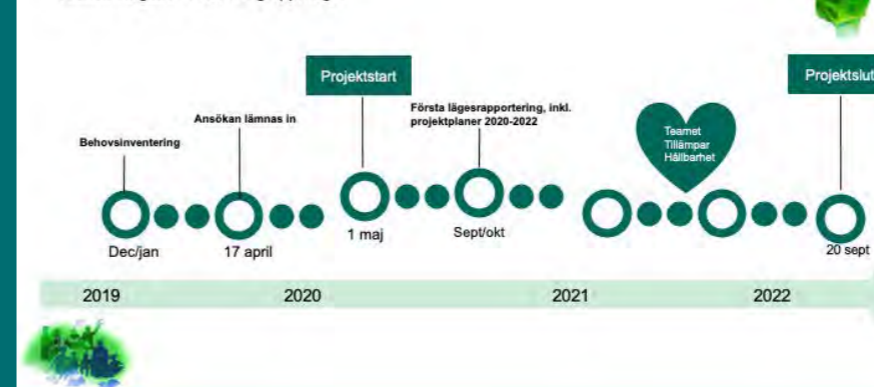 Projektstart
Projektslut
Första lägesrapportering, inkl.
projektplaner 2020-2022
Ansökan lämnas in
Behovsinventering
Teamet
Tillämpar
Hållbarhet
Dec/jan
17 april
1 maj
Sept/okt
20 sept
2019
2020
2021
2022